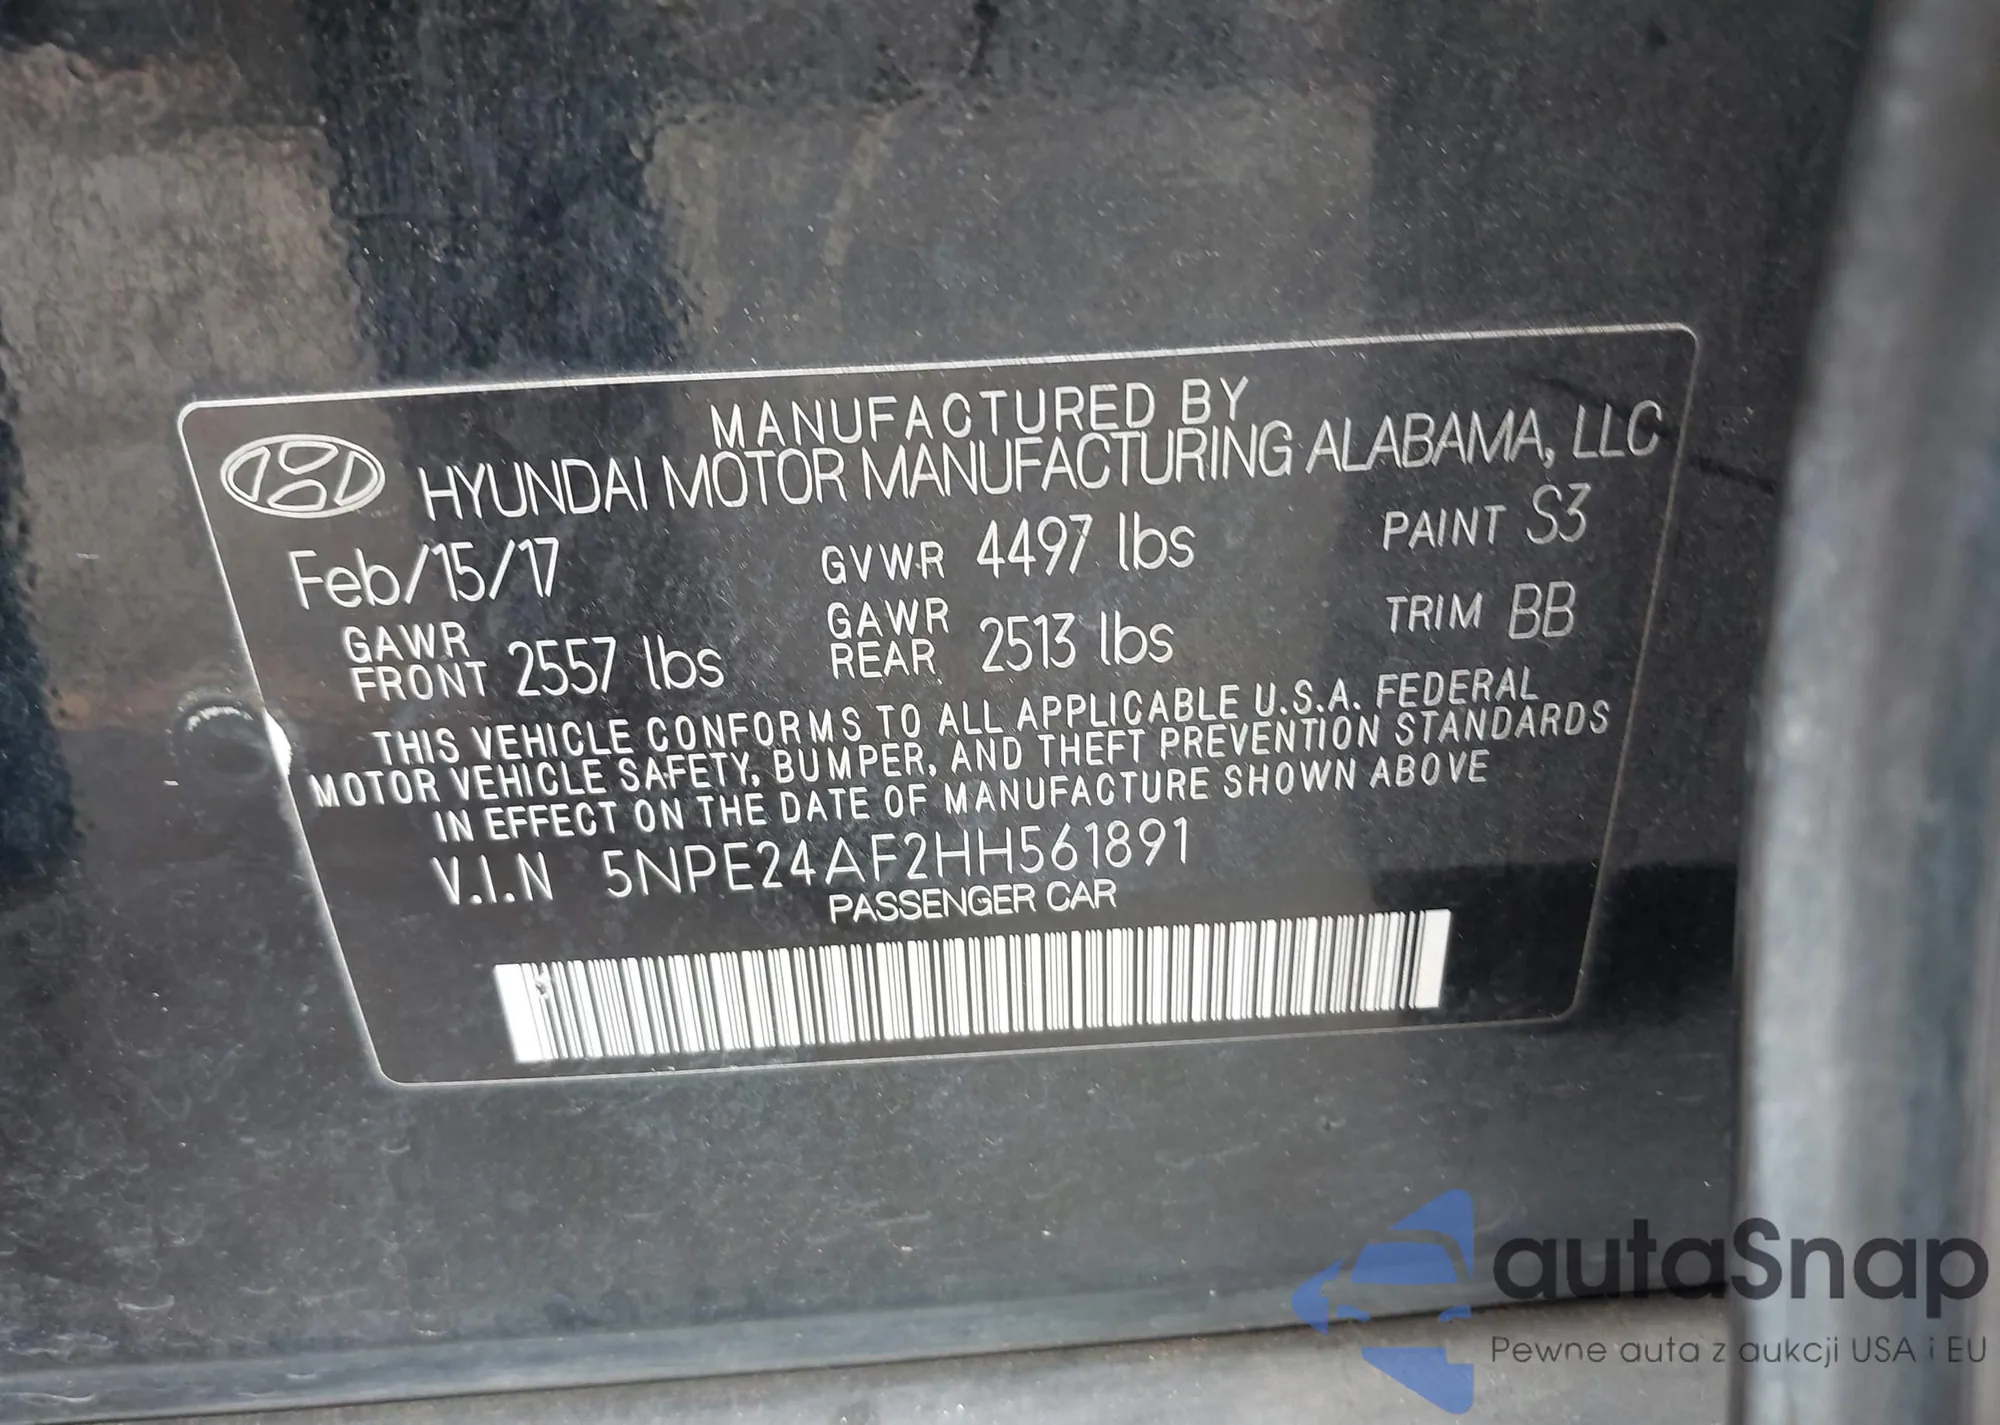 MANUFACTURED BY
HYUNDAI MOTOR MANUFACTURING ALABAMA, LLC
Feb/15/17 GVWR 4497 lbs PAINT S3
GAWR FRONT 2557 lbs GAWR REAR 2513 lbs TRIM BB
THIS VEHICLE CONFORMS TO ALL APPLICABLE U.S.A. FEDERAL
MOTOR VEHICLE SAFETY, BUMPER, AND THEFT PREVENTION STANDARDS
IN EFFECT ON THE DATE OF MANUFACTURE SHOWN ABOVE
V.I.N 5NPE24AF2HH561891
PASSENGER CAR
autaSnap
Pewne auta z aukcji USA i EU